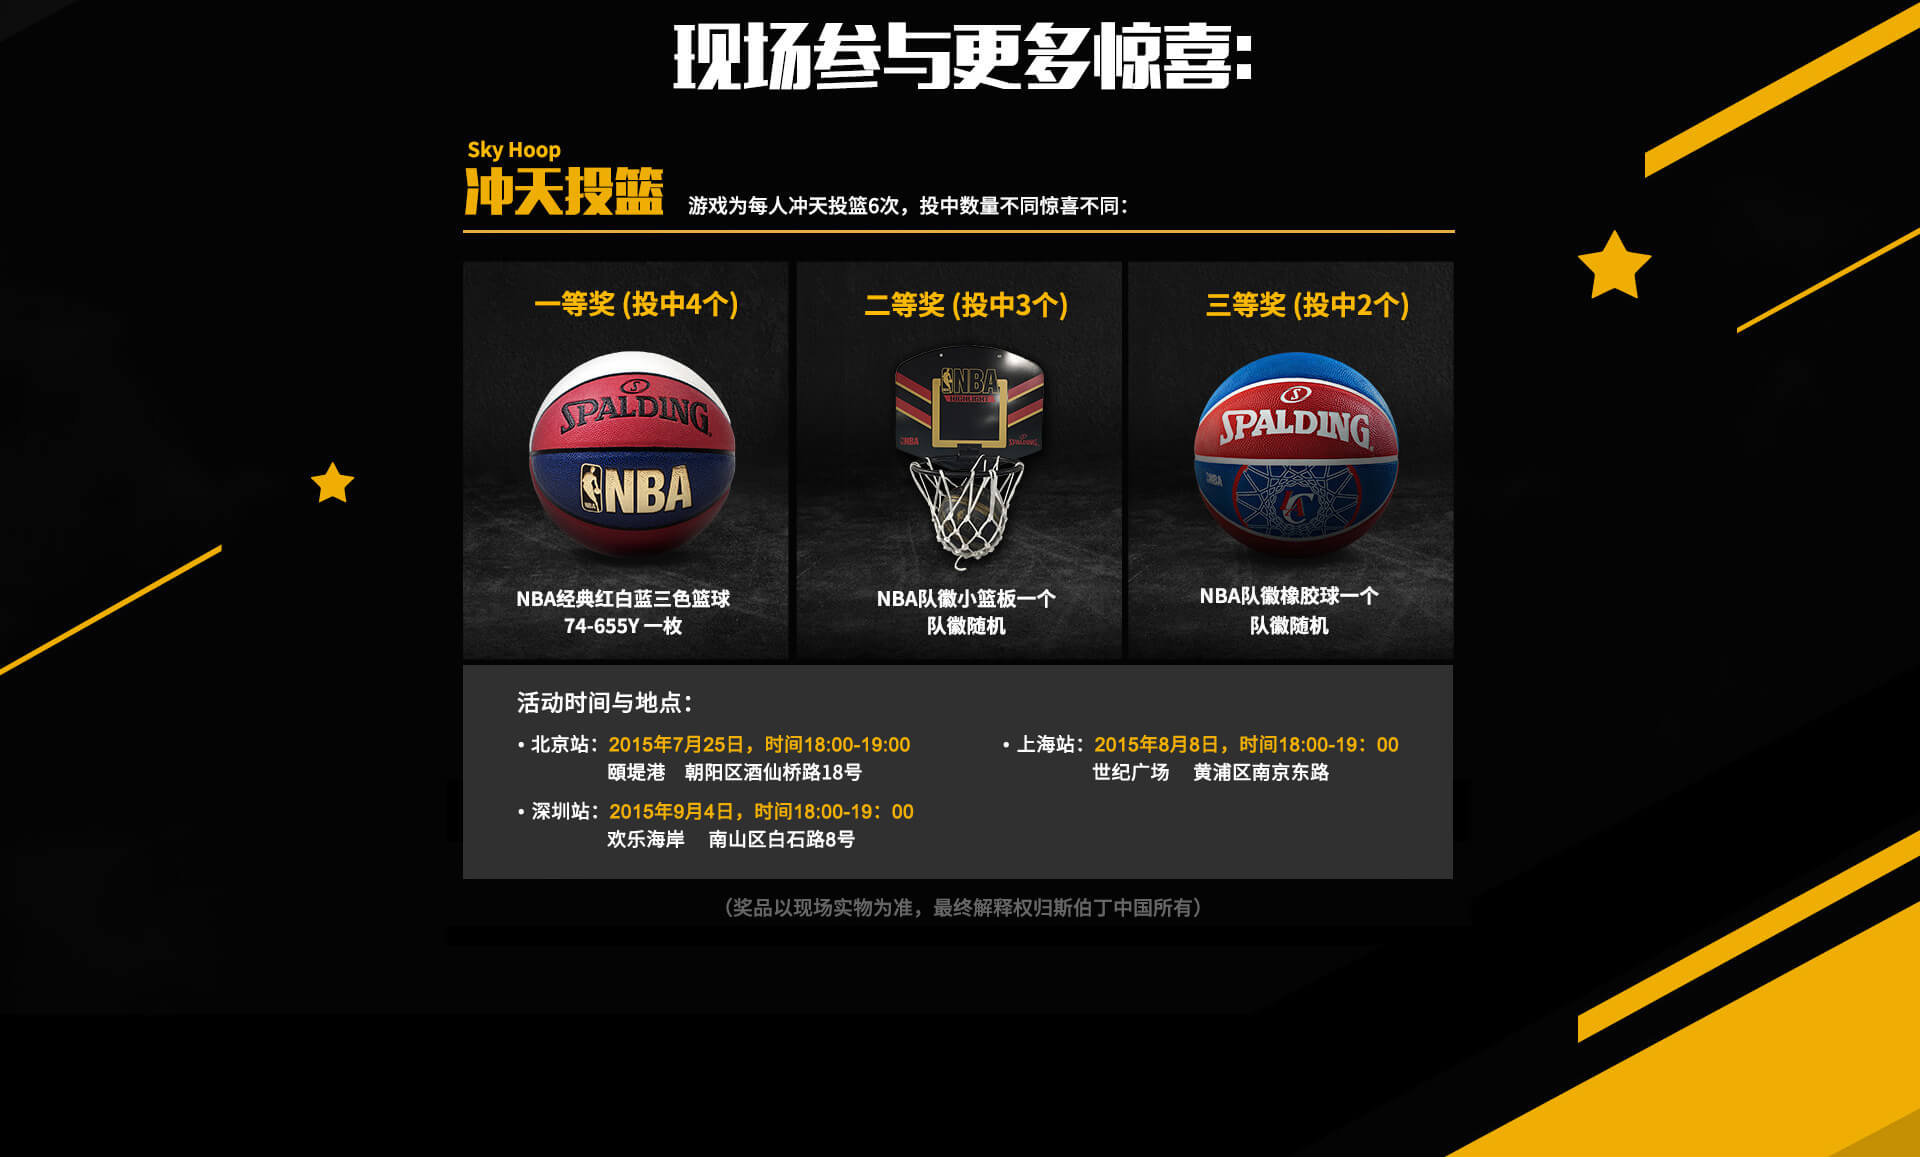 现场参与更多惊喜:
Sky Hoop
冲天投篮
游戏为每人冲天投篮6次，投中数量不同惊喜不同：
一等奖 (投中4个)
二等奖 (投中3个)
三等奖 (投中2个)
SPALDING
NBA
NBA
HIGHLIGHT
NBA
SPALDING
SPALDING
NBA
NBA经典红白蓝三色篮球
74-655Y 一枚
NBA队徽小篮板一个
队徽随机
NBA队徽橡胶球一个
队徽随机
活动时间与地点：
• 北京站：2015年7月25日，时间18:00-19:00
颐堤港 朝阳区酒仙桥路18号
• 上海站：2015年8月8日，时间18:00-19：00
世纪广场 黄浦区南京东路
• 深圳站：2015年9月4日，时间18:00-19：00
欢乐海岸 南山区白石路8号
（奖品以现场实物为准，最终解释权归斯伯丁中国所有）